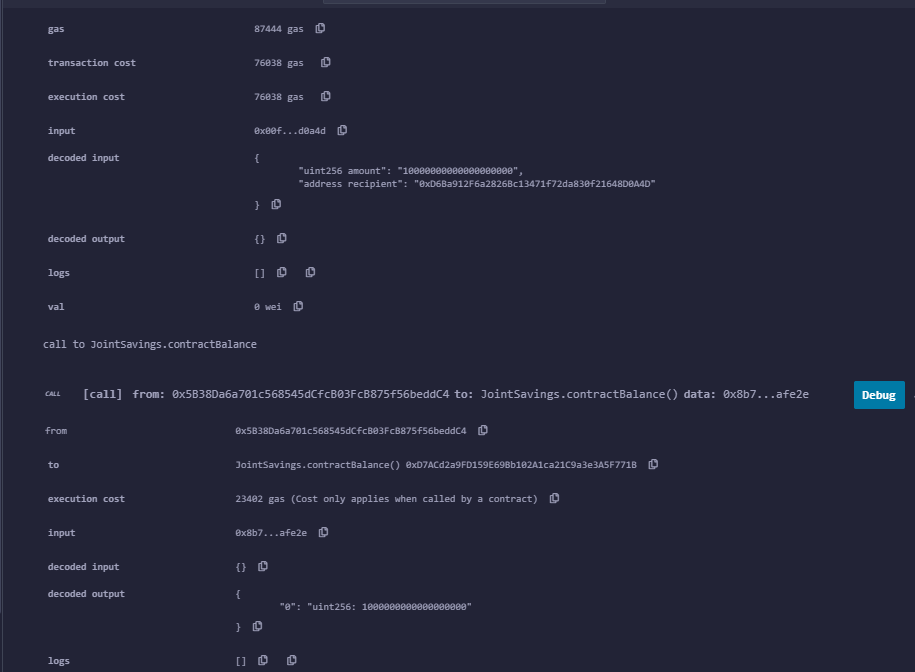 gas 87444 gas
transaction cost 76038 gas
execution cost 76038 gas
input 0x00f...d0a4d
decoded input {
"uint256 amount": "10000000000000000000",
"address recipient": "0xD6Ba912F6a2826Bc13471f72da830f21648D0A4D"
}
decoded output {}
logs []
val 0 wei
call to JointSavings.contractBalance
CALL [call] from: 0x5B38Da6a701c568545dCfcB03FcB875f56beddC4 to: JointSavings.contractBalance() data: 0x8b7...afe2e Debug
from 0x5B38Da6a701c568545dCfcB03FcB875f56beddC4
to JointSavings.contractBalance() 0xD7ACd2a9FD159E69Bb102A1ca21C9a3e3A5F771B
execution cost 23402 gas (Cost only applies when called by a contract)
input 0x8b7...afe2e
decoded input {}
decoded output {
"0": "uint256: 1000000000000000000"
}
logs []